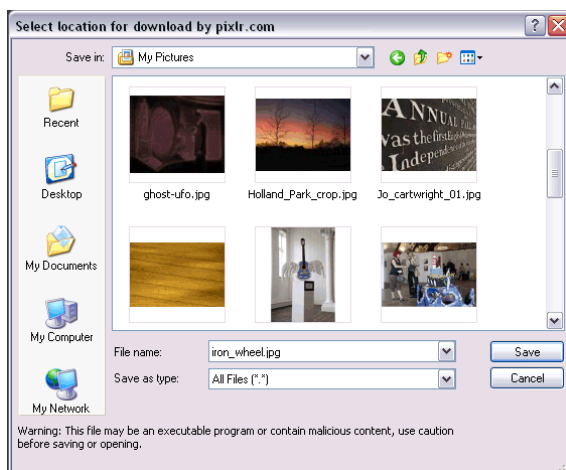 Select location for download by pixlr.com
Save in:
My Pictures
Recent
Desktop
My Documents
My Computer
My Network
ANNUAL
was the first Eng
Independen
ghost-ufo.jpg
Holland_Park_crop.jpg
Jo_cartwright_01.jpg
File name:
iron_wheel.jpg
Save
Save as type:
All Files (*.*)
Cancel
Warning: This file may be an executable program or contain malicious content, use caution
before saving or opening.